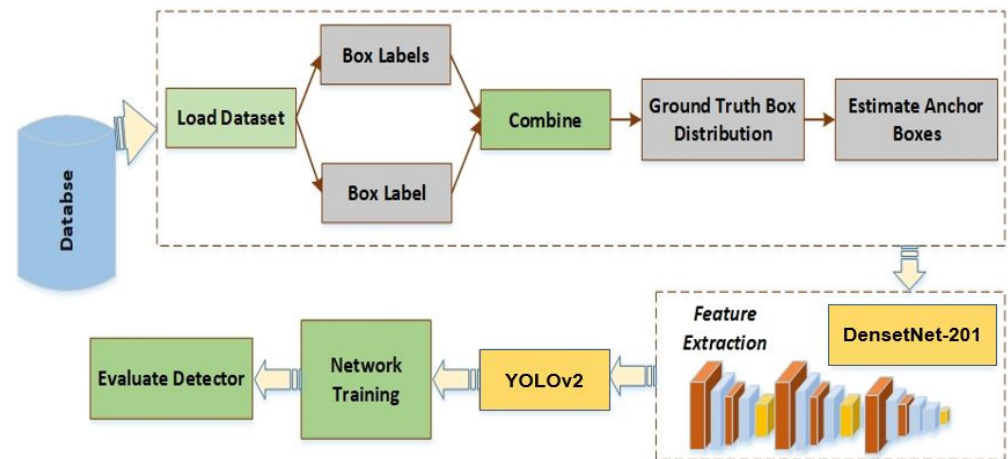 Databse
Load Dataset
Box Labels
Box Label
Combine
Ground Truth Box
Distribution
Estimate Anchor
Boxes
Feature
Extraction
DensetNet-201
YOLOv2
Network
Training
Evaluate Detector